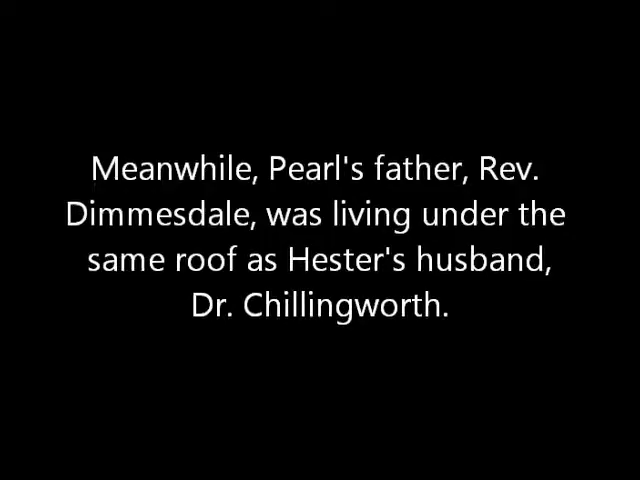 Meanwhile, Pearl's father, Rev.
Dimmesdale, was living under the
same roof as Hester's husband,
Dr. Chillingworth.